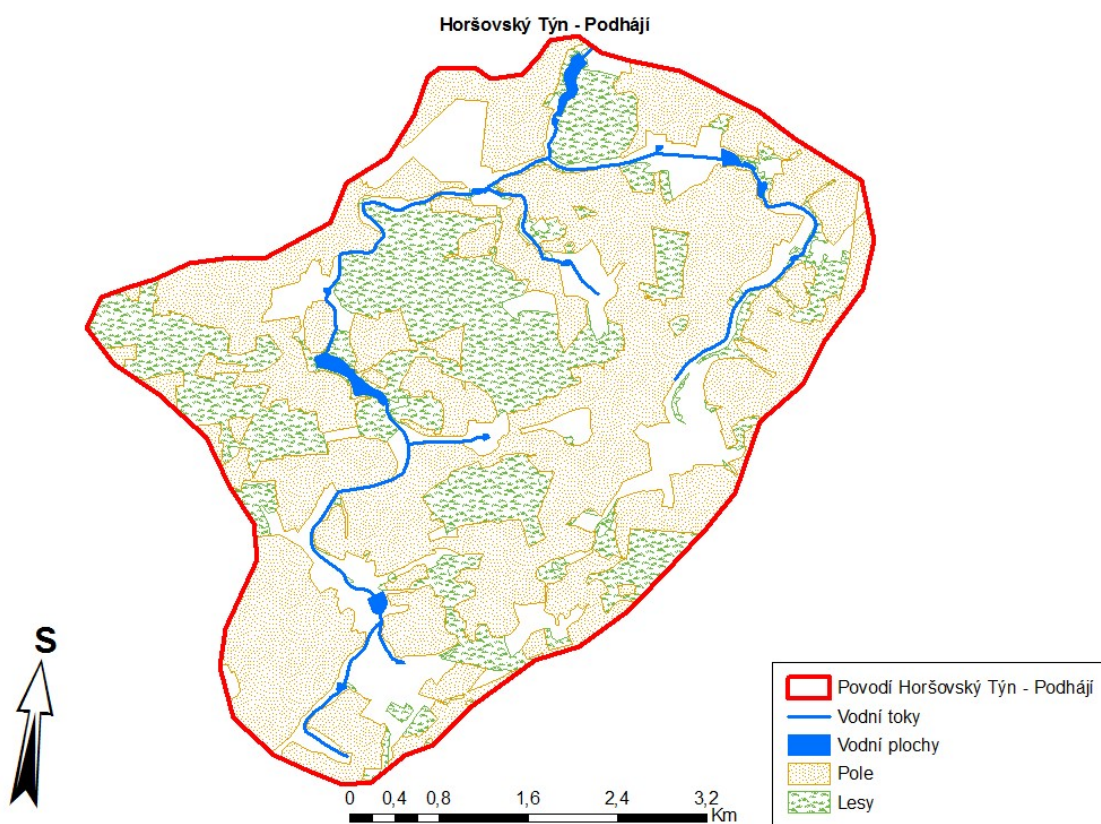 Horšovský Týn - Podhájí
S
Povodí Horšovský Týn - Podhájí
Vodní toky
Vodní plochy
Pole
Lesy
0 0,4 0,8 1,6 2,4 3,2
Km